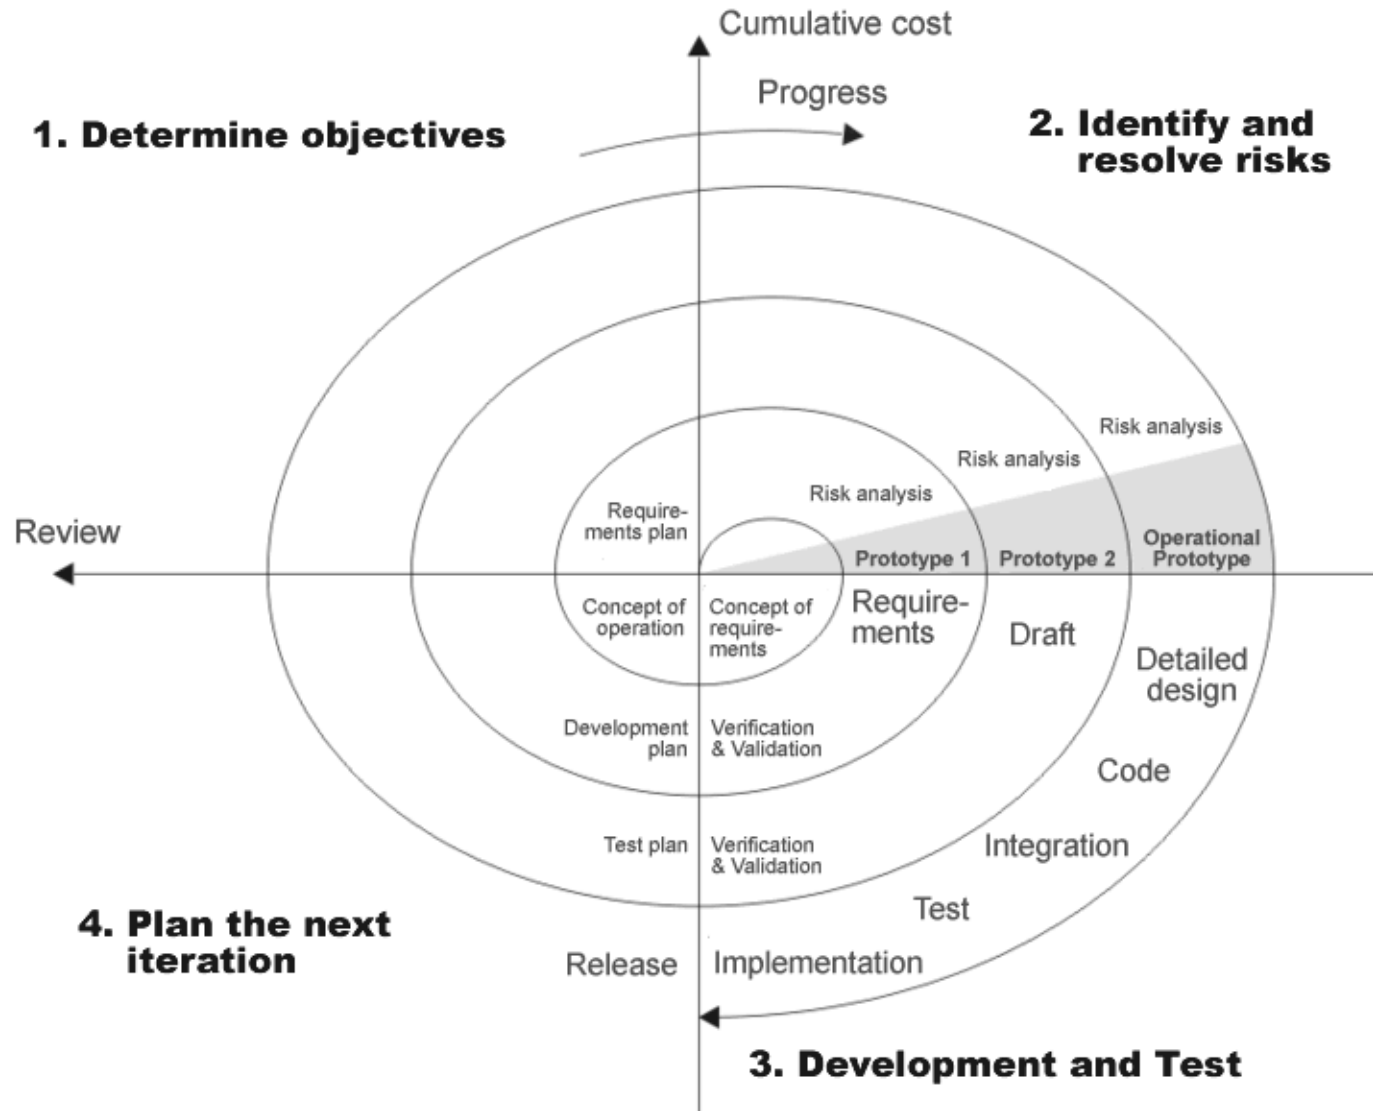 Cumulative cost
Progress
1. Determine objectives
2. Identify and
resolve risks
Risk analysis
Risk analysis
Risk analysis
Require-
ments plan
Review
Operational
Prototype
Prototype 1
Prototype 2
Concept of
operation
Concept of
require-
ments
Require-
ments
Draft
Detailed
design
Development
plan
Verification
& Validation
Code
Test plan
Verification
& Validation
Integration
Test
4. Plan the next
iteration
Release
Implementation
3. Development and Test